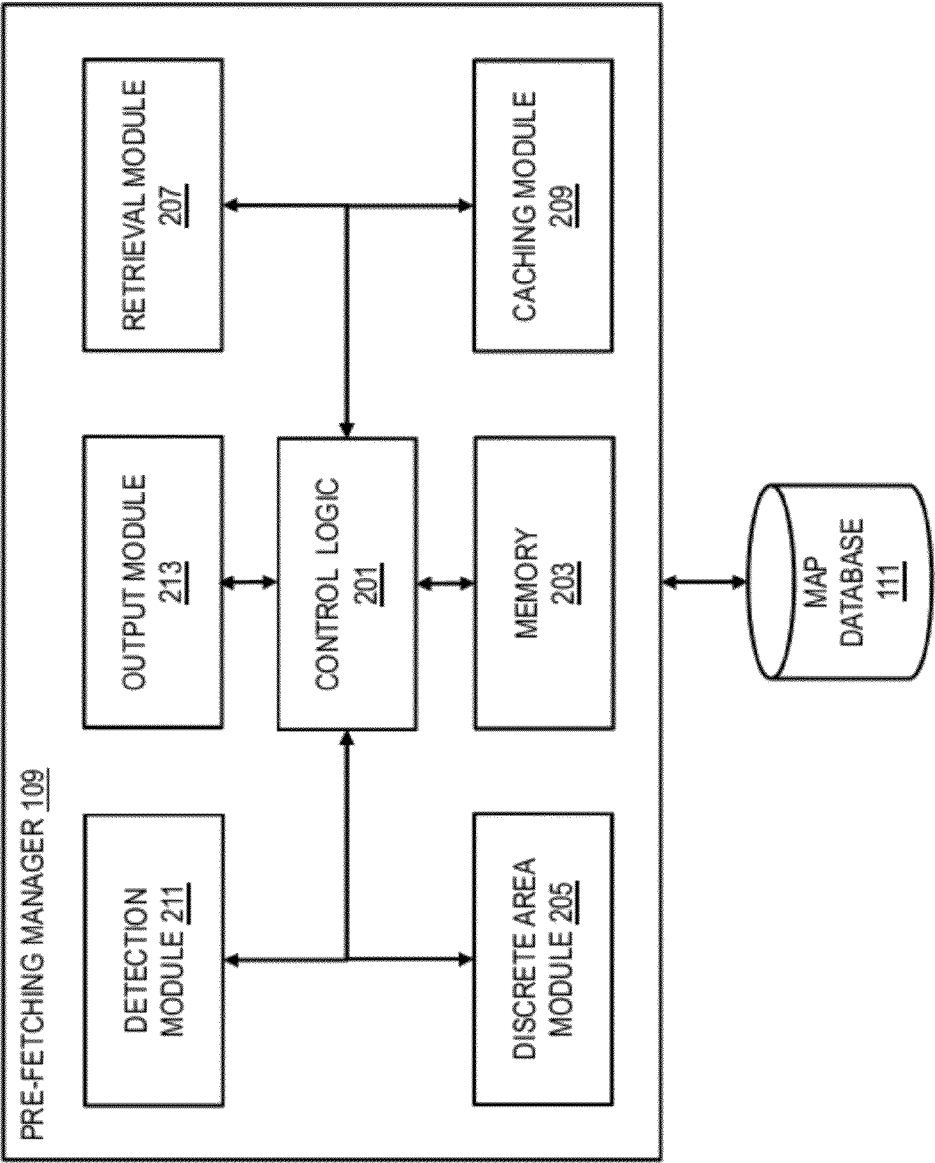 PRE-FETCHING MANAGER 109
DETECTION
MODULE 211
OUTPUT MODULE
213
RETRIEVAL MODULE
207
CONTROL LOGIC
201
DISCRETE AREA
MODULE 205
MEMORY
203
CACHING MODULE
209
MAP
DATABASE
111